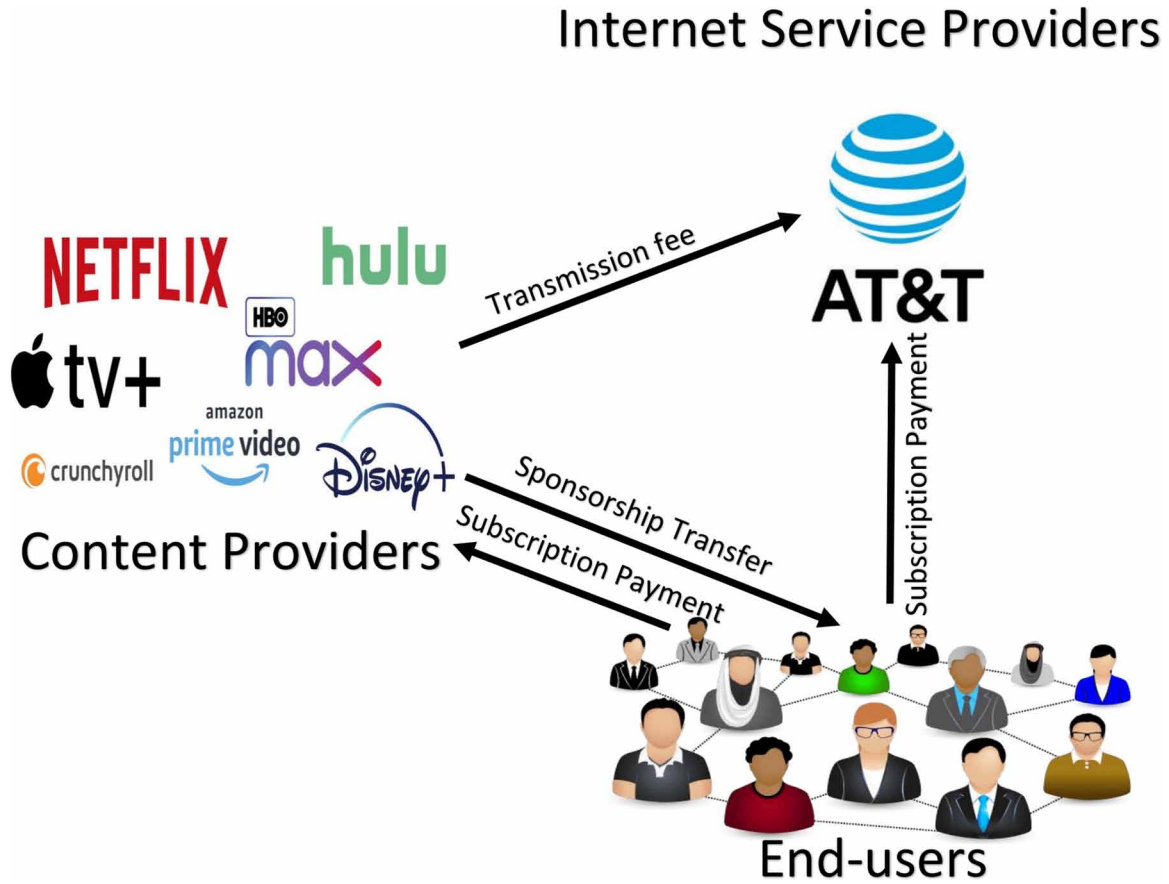 Internet Service Providers
AT&T
NETFLIX
hulu
Transmission fee
HBO
max
tv+
amazon
prime video
crunchyroll
Disney+
Content Providers
Sponsorship Transfer
Subscription Payment
Subscription Payment
End-users